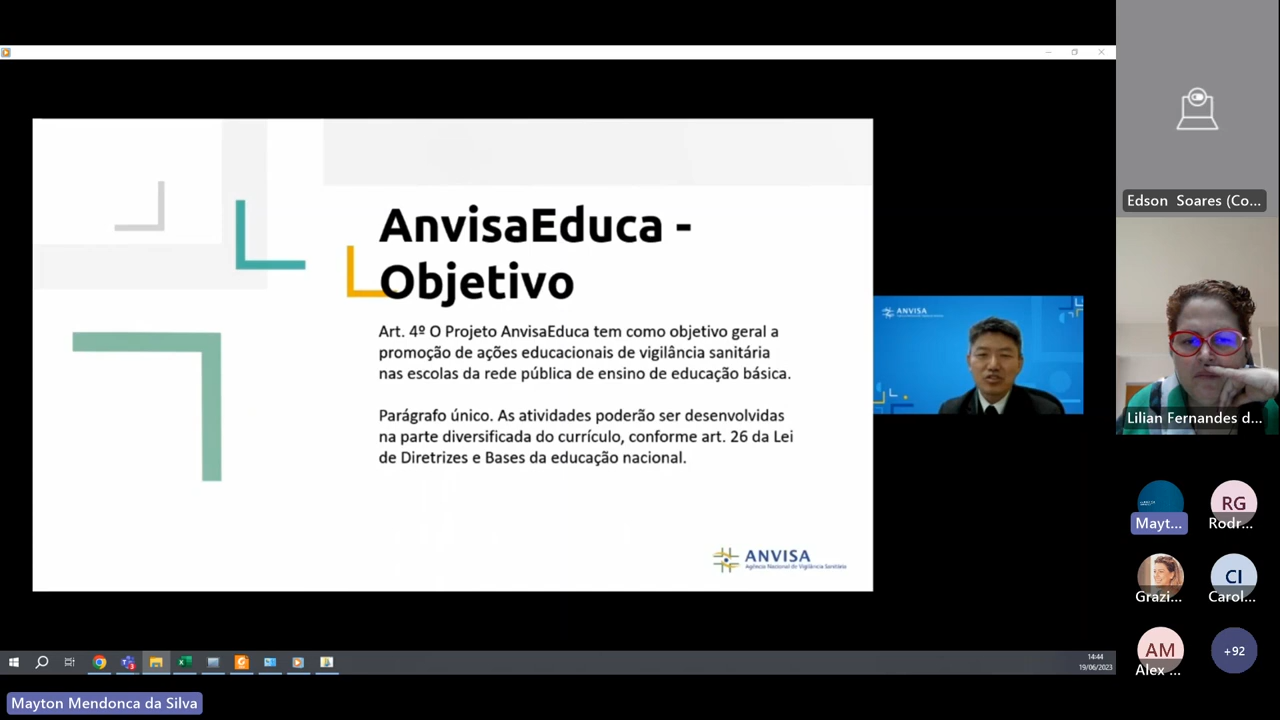 AnvisaEduca -
Objetivo
Art. 4º O Projeto AnvisaEduca tem como objetivo geral a
promoção de ações educacionais de vigilância sanitária
nas escolas da rede pública de ensino de educação básica.
Parágrafo único. As atividades poderão ser desenvolvidas
na parte diversificada do currículo, conforme art. 26 da Lei
de Diretrizes e Bases da educação nacional.
ANVISA
Agência Nacional de Vigilância Sanitária
ANVISA
Edson Soares (Co...
Lilian Fernandes d...
Mayt...
RG
Rodr...
Grazi...
CI
Carol...
AM
Alex ...
+92
14:44
19/06/2023
Mayton Mendonca da Silva